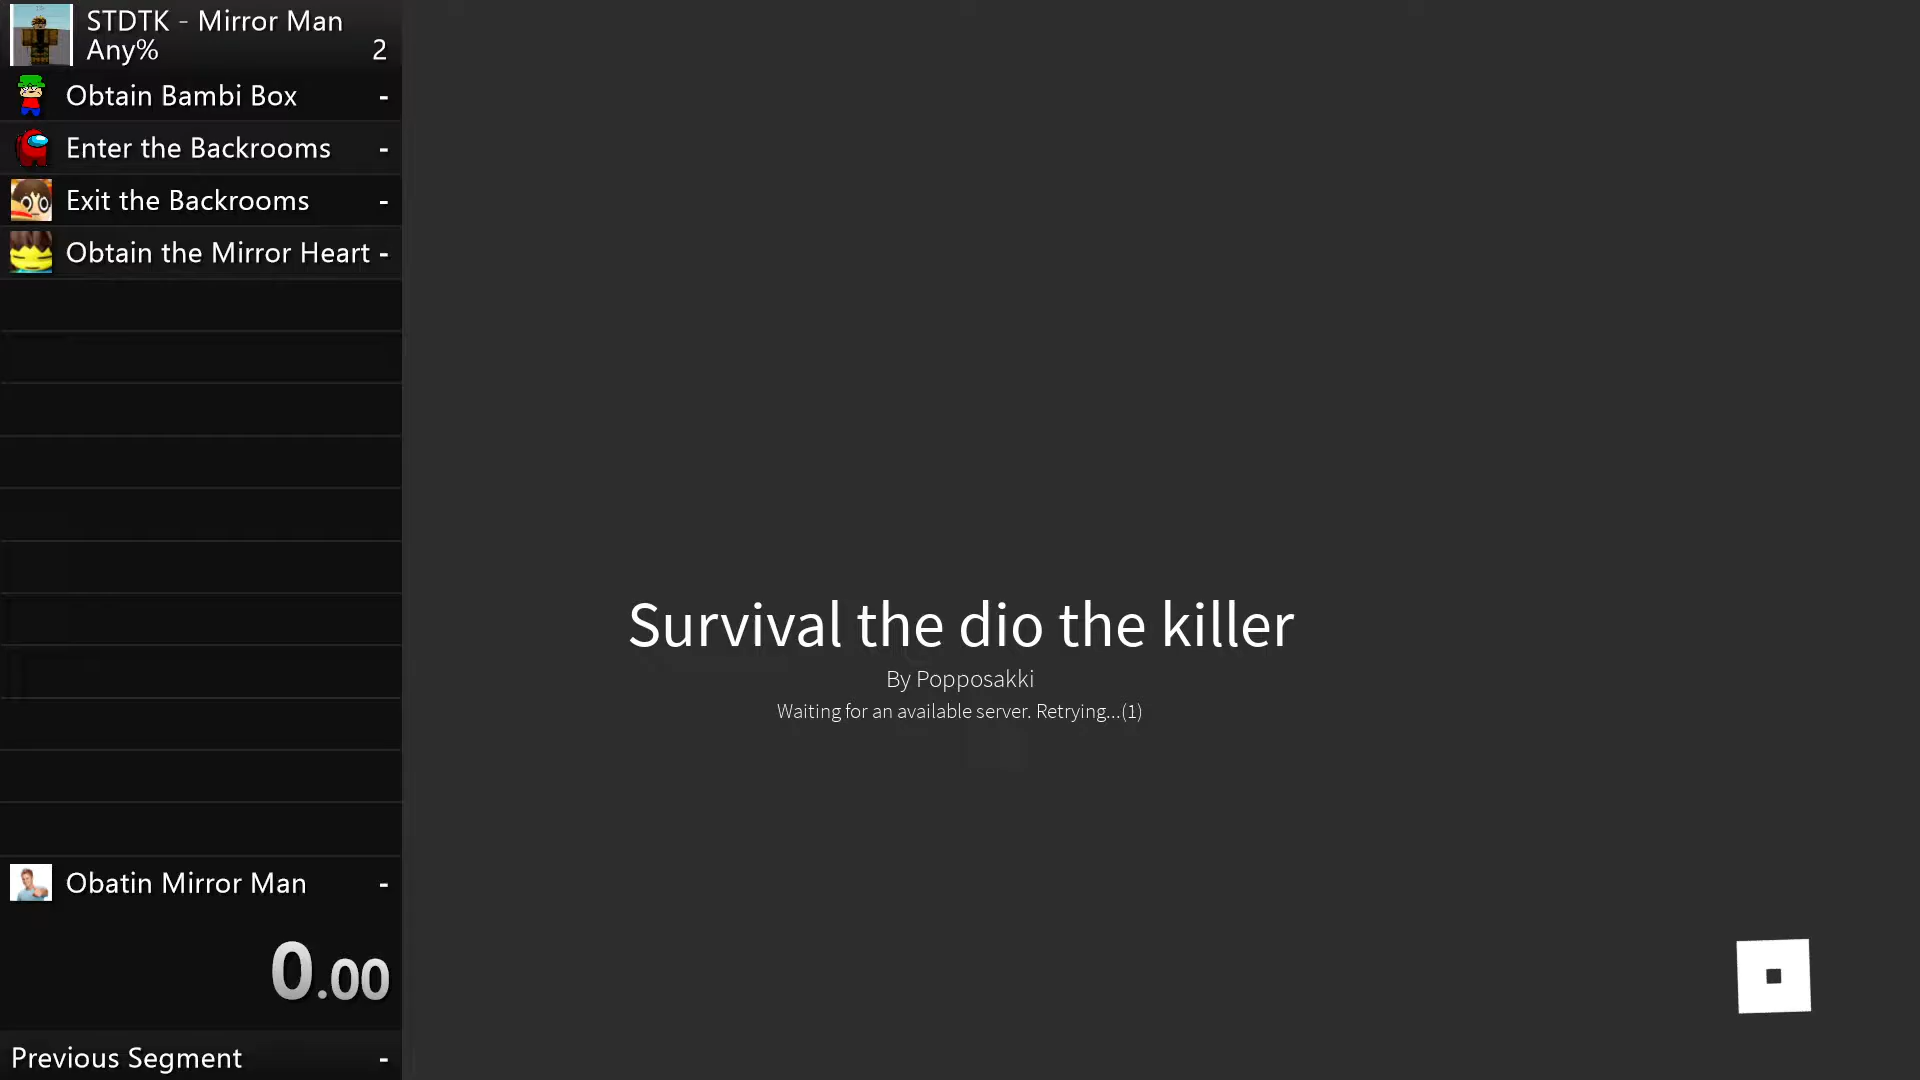 STDTK - Mirror Man
Any%
2
Obtain Bambi Box -
Enter the Backrooms -
Exit the Backrooms -
Obtain the Mirror Heart -
Survival the dio the killer
By Popposakki
Waiting for an available server. Retrying...(1)
Obatin Mirror Man -
0.00
Previous Segment -